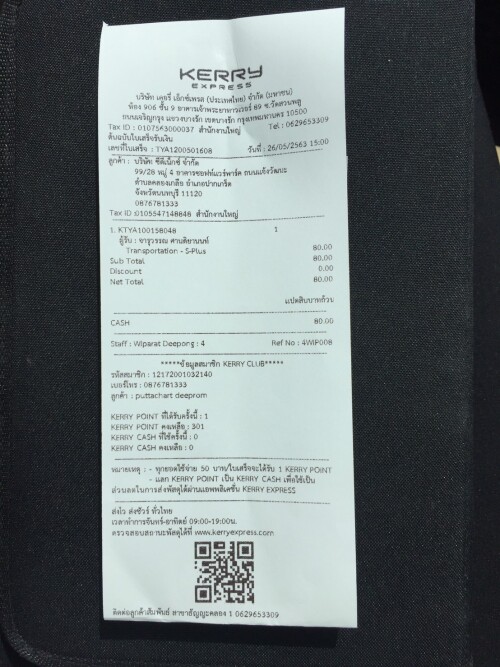 KERRY
EXPRESS
บริษัท เคอรี่ เอ็กซ์เพรส (ประเทศไทย) จำกัด (มหาชน)
ห้อง 906 ชั้น 9 อาคารเจ้าพระยาทาวเวอร์ 89 ซ.วัดสวนพลู
ถนนเจริญกรุง แขวงบางรัก เขตบางรัก กรุงเทพมหานคร 10500
Tax ID : 0107563000037 สำนักงานใหญ่ Tel : 0629653309
ต้นฉบับใบเสร็จรับเงิน
เลขที่ใบเสร็จ : TYA1200501608 วันที่ : 26/05/2563 15:00
ลูกค้า : บริษัท ซีดีเน็กซ์ จำกัด
99/28 หมู่ 4 อาคารซอฟท์แวร์พาร์ค ถนนแจ้งวัฒนะ
ตำบลคลองเกลือ อำเภอปากเกร็ด
จังหวัดนนทบุรี 11120
0876781333
Tax ID :0105547148848 สำนักงานใหญ่
1. KTYA100158048 1
ผู้รับ : จารุวรรณ ศานติยานนท์
Transportation - S-Plus 80.00
Sub Total 80.00
Discount 0.00
Net Total 80.00
แปดสิบบาทถ้วน
CASH 80.00
Staff : Wiparat Deepong : 4 Ref No : 4WIP008
*****ข้อมูลสมาชิก KERRY CLUB*****
รหัสสมาชิก : 12172001032140
เบอร์โทร : 0876781333
ลูกค้า : puttachart deeprom
KERRY POINT ที่ได้รับครั้งนี้ : 1
KERRY POINT คงเหลือ : 301
KERRY CASH ที่ใช้ครั้งนี้ : 0
KERRY CASH คงเหลือ : 0
หมายเหตุ : - ทุกยอดใช้จ่าย 50 บาท/ใบเสร็จจะได้รับ 1 KERRY POINT
- แลก KERRY POINT เป็น KERRY CASH เพื่อใช้เป็น
ส่วนลดในการส่งพัสดุได้ผ่านแอพพลิเคชั่น KERRY EXPRESS
ส่งไว ส่งชัวร์ ทั่วไทย
เวลาทำการจันทร์-อาทิตย์ 09:00-19:00น.
ตรวจสอบสถานะพัสดุได้ที่ www.kerryexpress.com
ติดต่อลูกค้าสัมพันธ์ สาขาธัญญะคลอง 1 0629653309